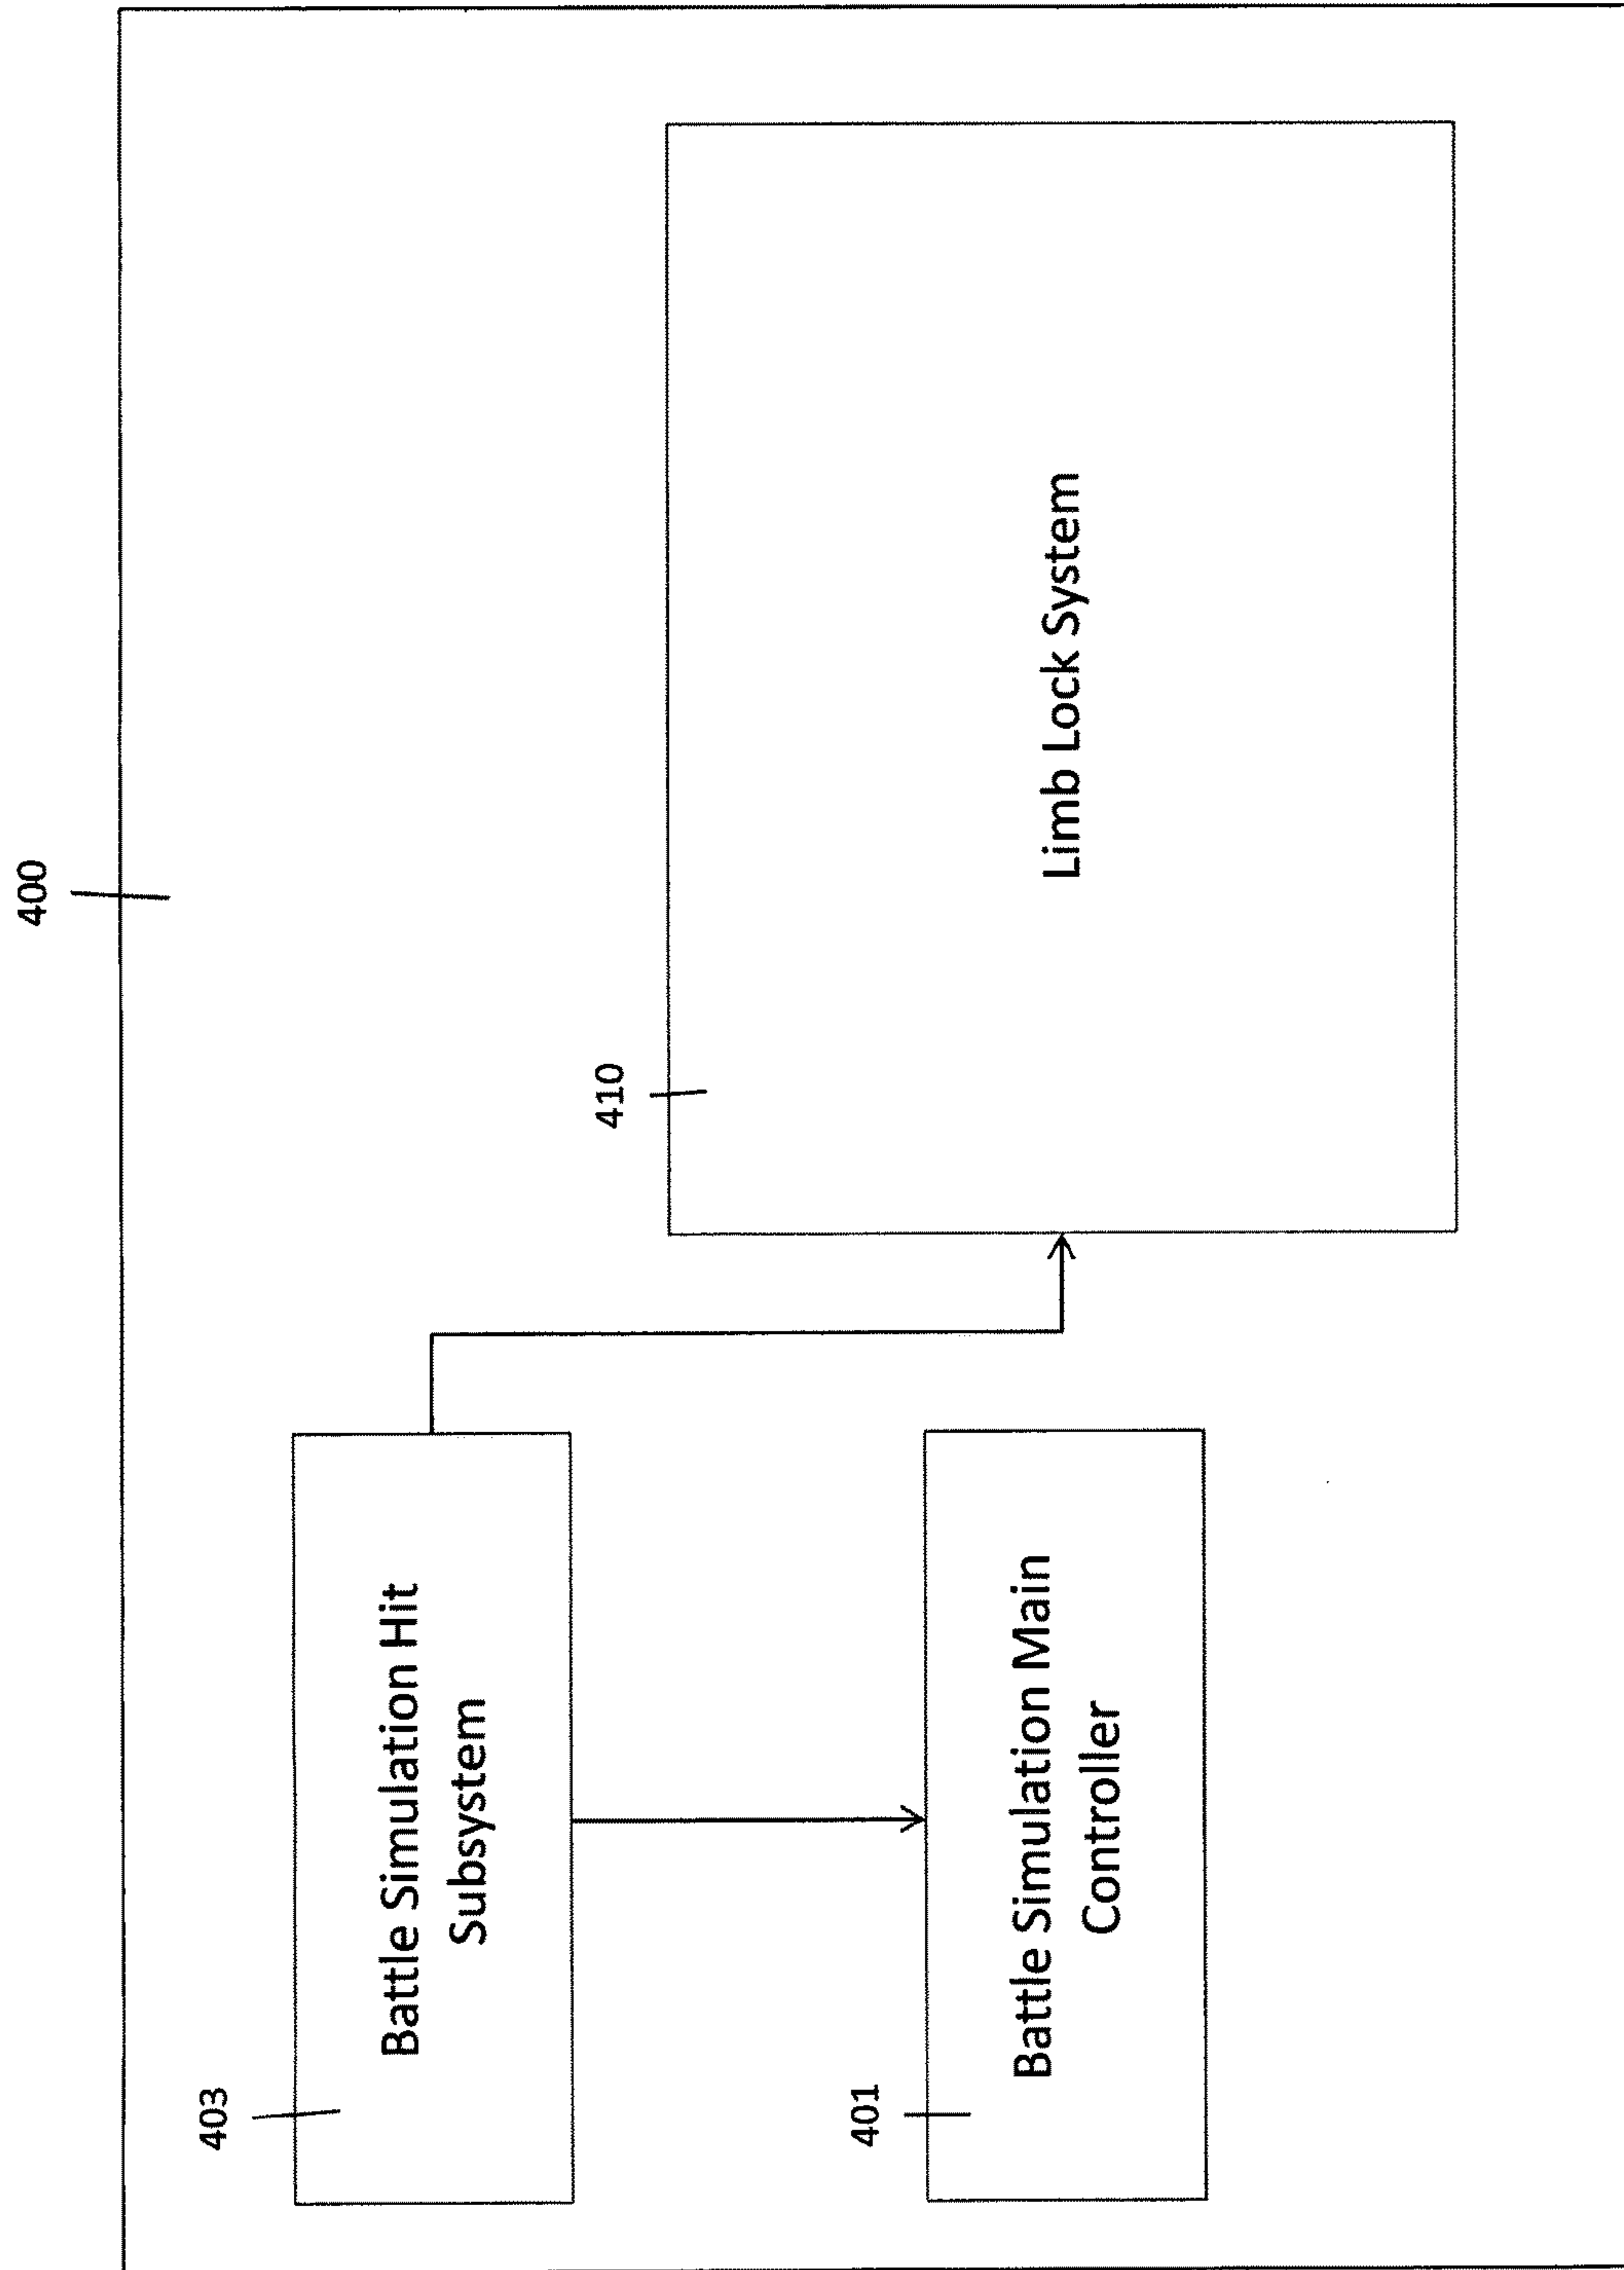 400
403
Battle Simulation Hit
Subsystem
410
Limb Lock System
401
Battle Simulation Main
Controller